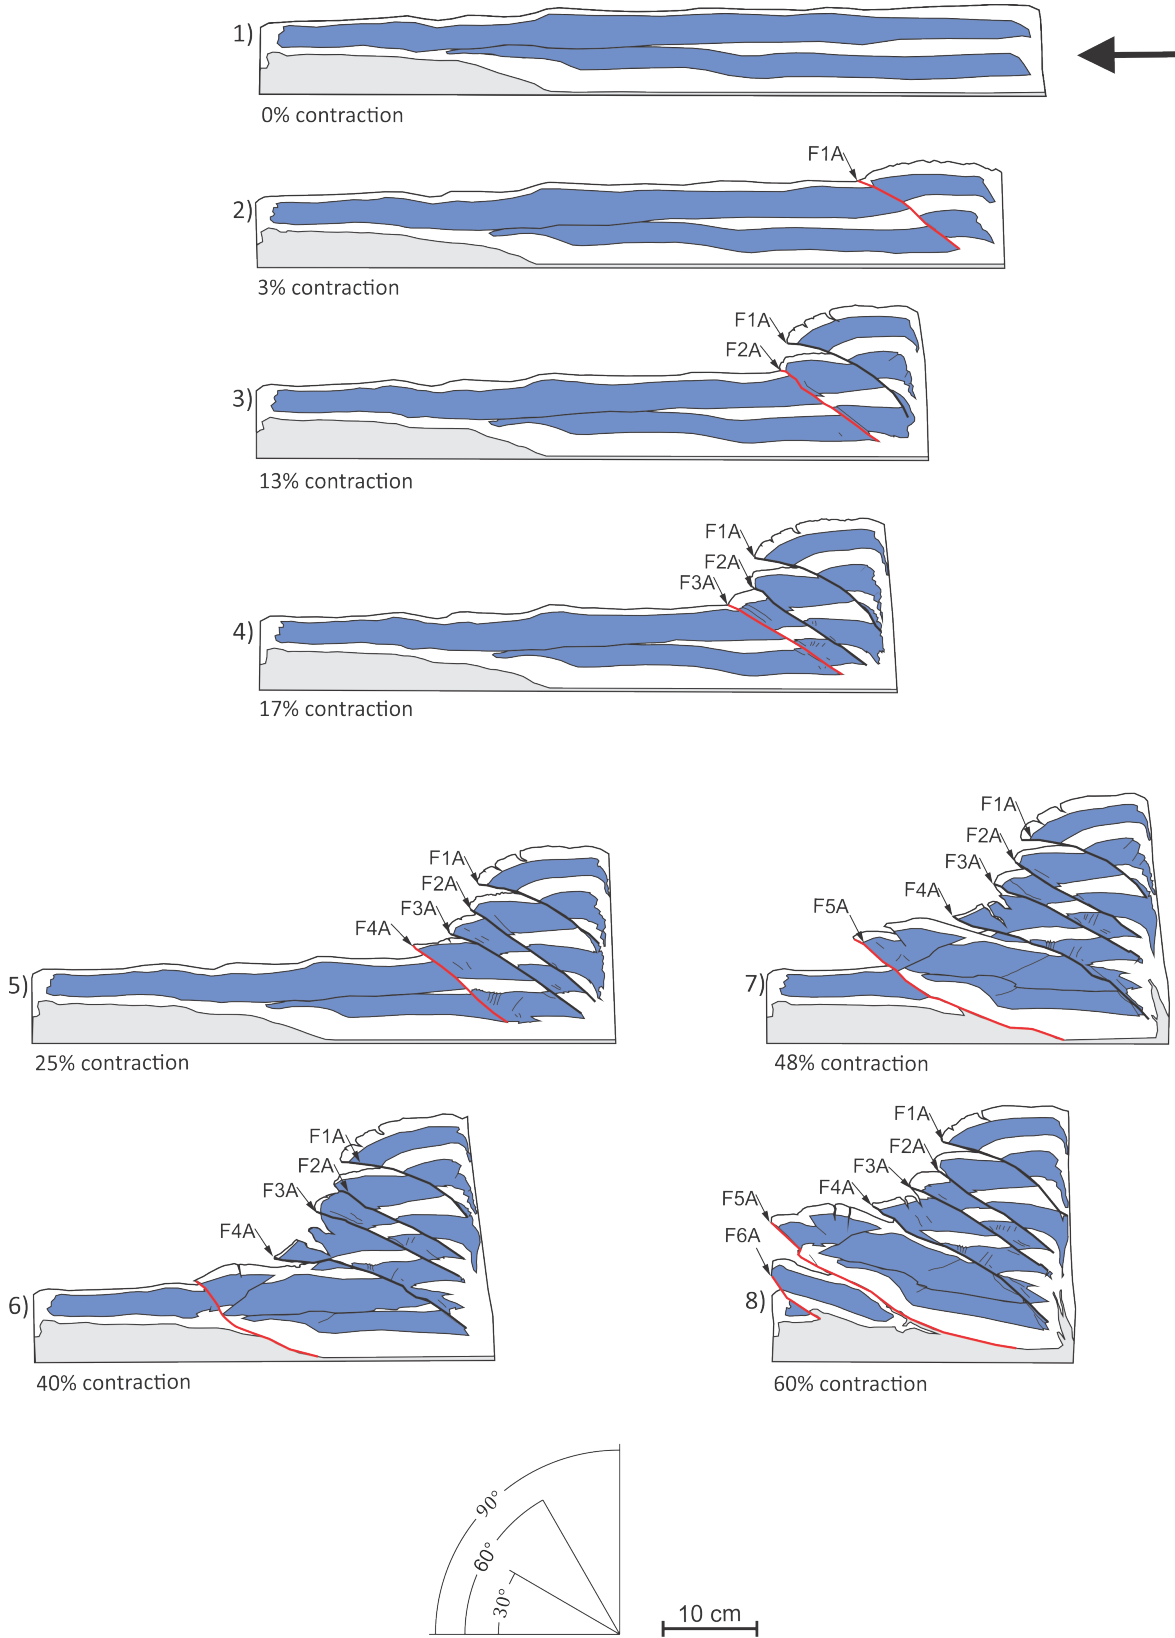 1)
0% contraction
F1A
2)
3% contraction
F1A
F2A
3)
13% contraction
F1A
F2A
F3A
4)
17% contraction
F1A
F2A
F3A
F4A
5)
25% contraction
F1A
F2A
F3A
F4A
F5A
7)
48% contraction
F1A
F2A
F3A
F4A
6)
40% contraction
F1A
F2A
F3A
F4A
F5A
F6A
8)
60% contraction
90°
60°
30°
10 cm